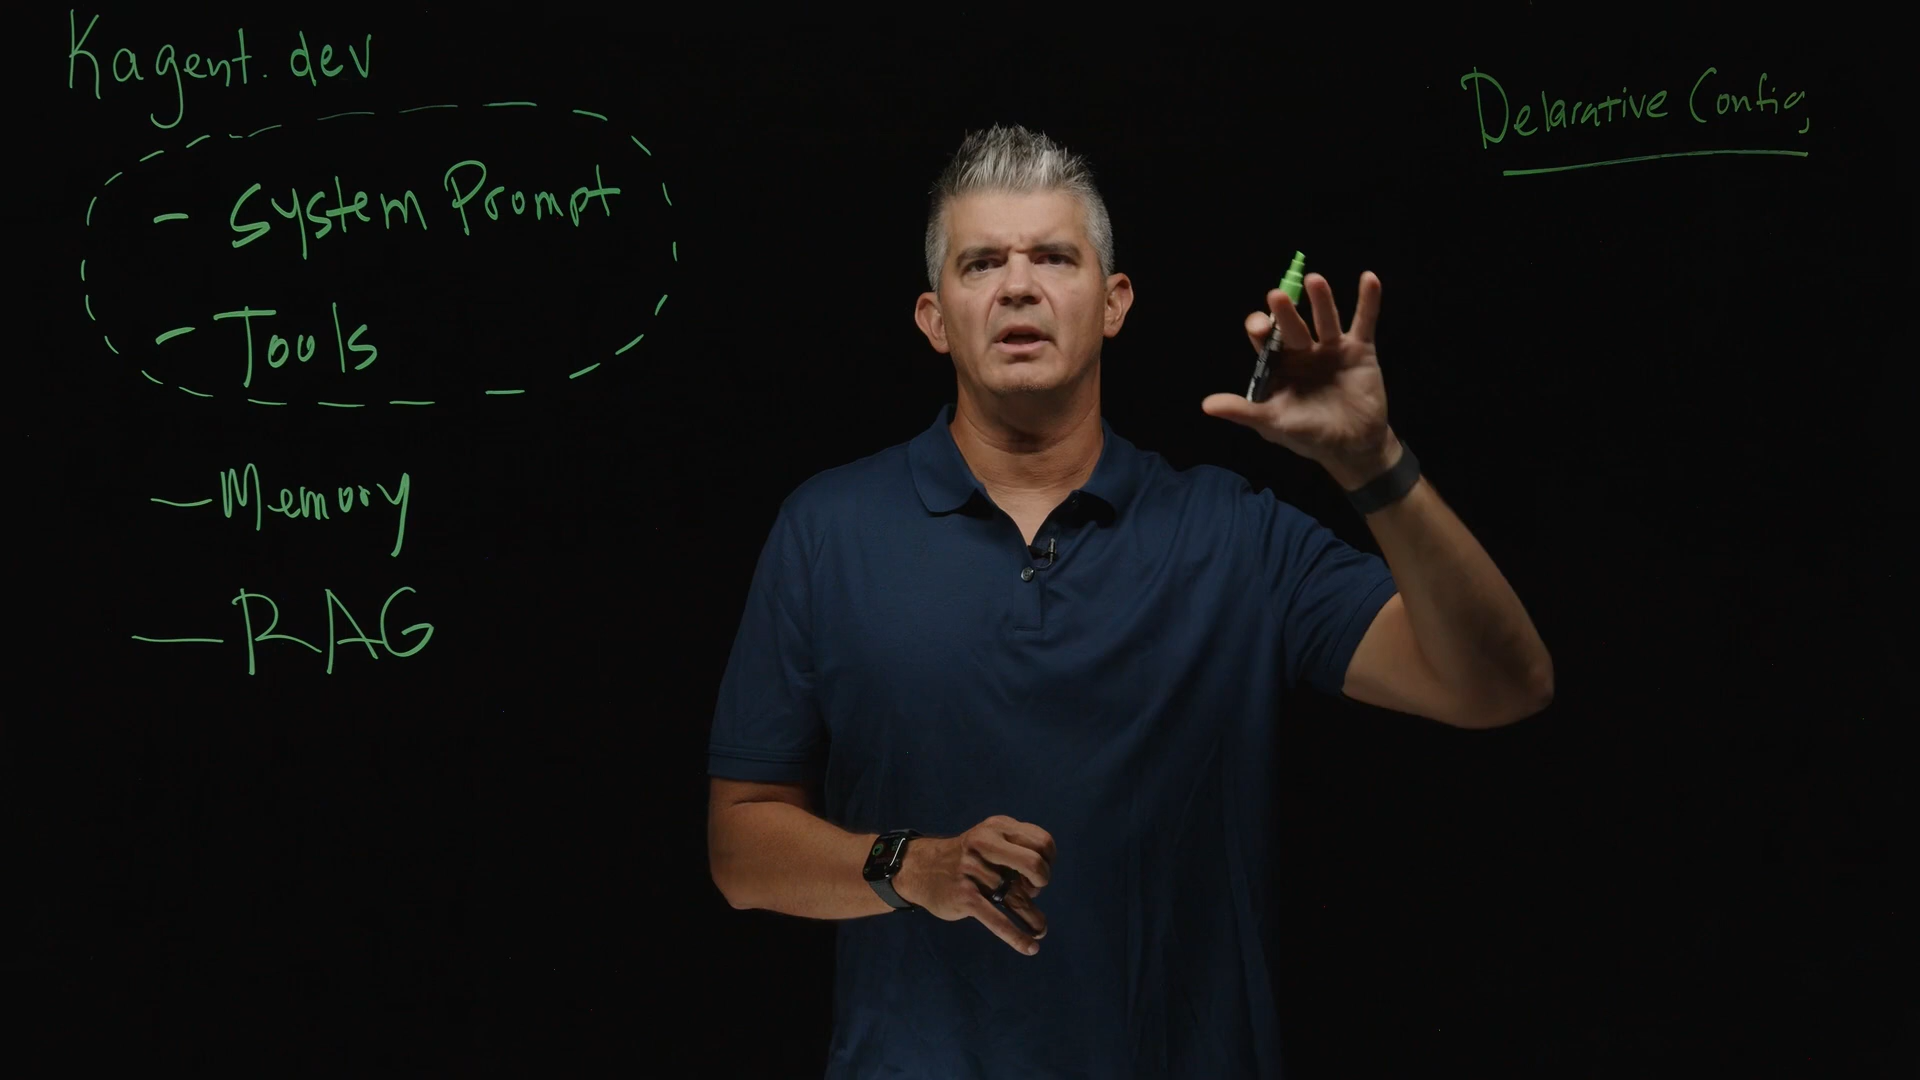 Kagent.dev
- System Prompt
- Tools
- Memory
- RAG
Delarative Config